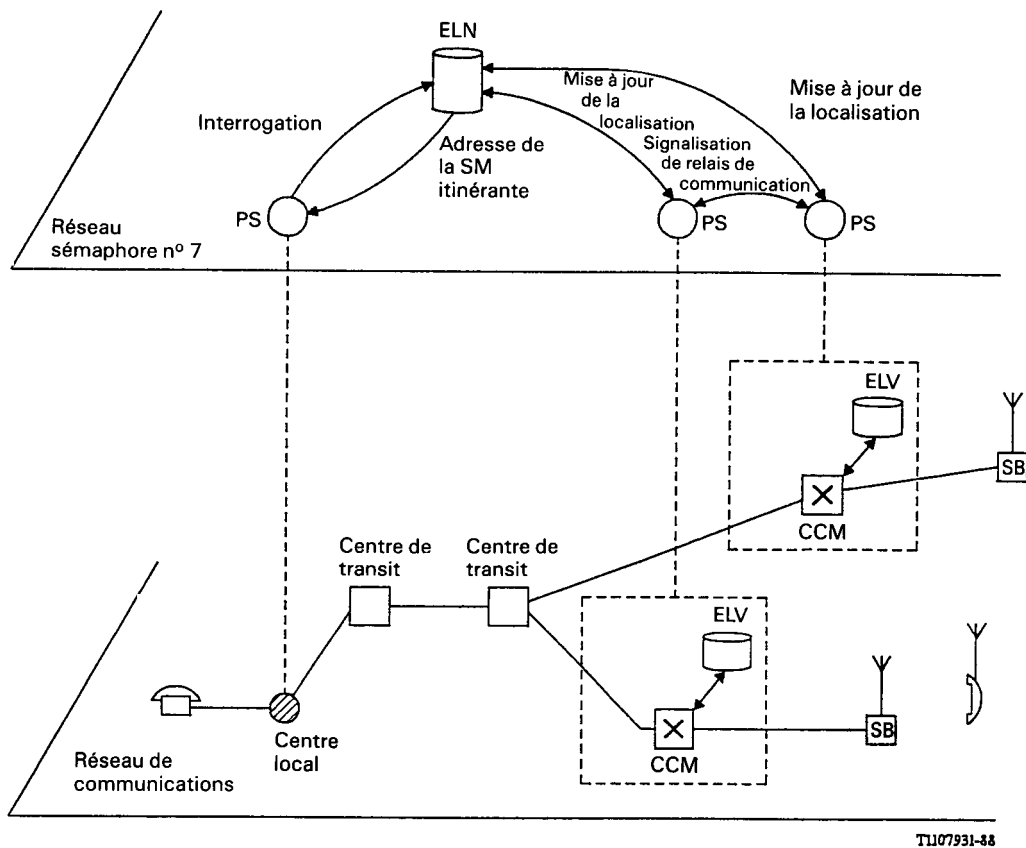 ELN
Interrogation
Adresse de
la SM
itinérante
Mise à jour
de la
localisation
Signalisation
de relais de
communication
Mise à jour de
la localisation
PS
PS
PS
Réseau
sémaphore nº 7
ELV
SB
CCM
Centre de
transit
Centre de
transit
ELV
SB
CCM
Centre
local
Réseau de
communications
T1107931-88